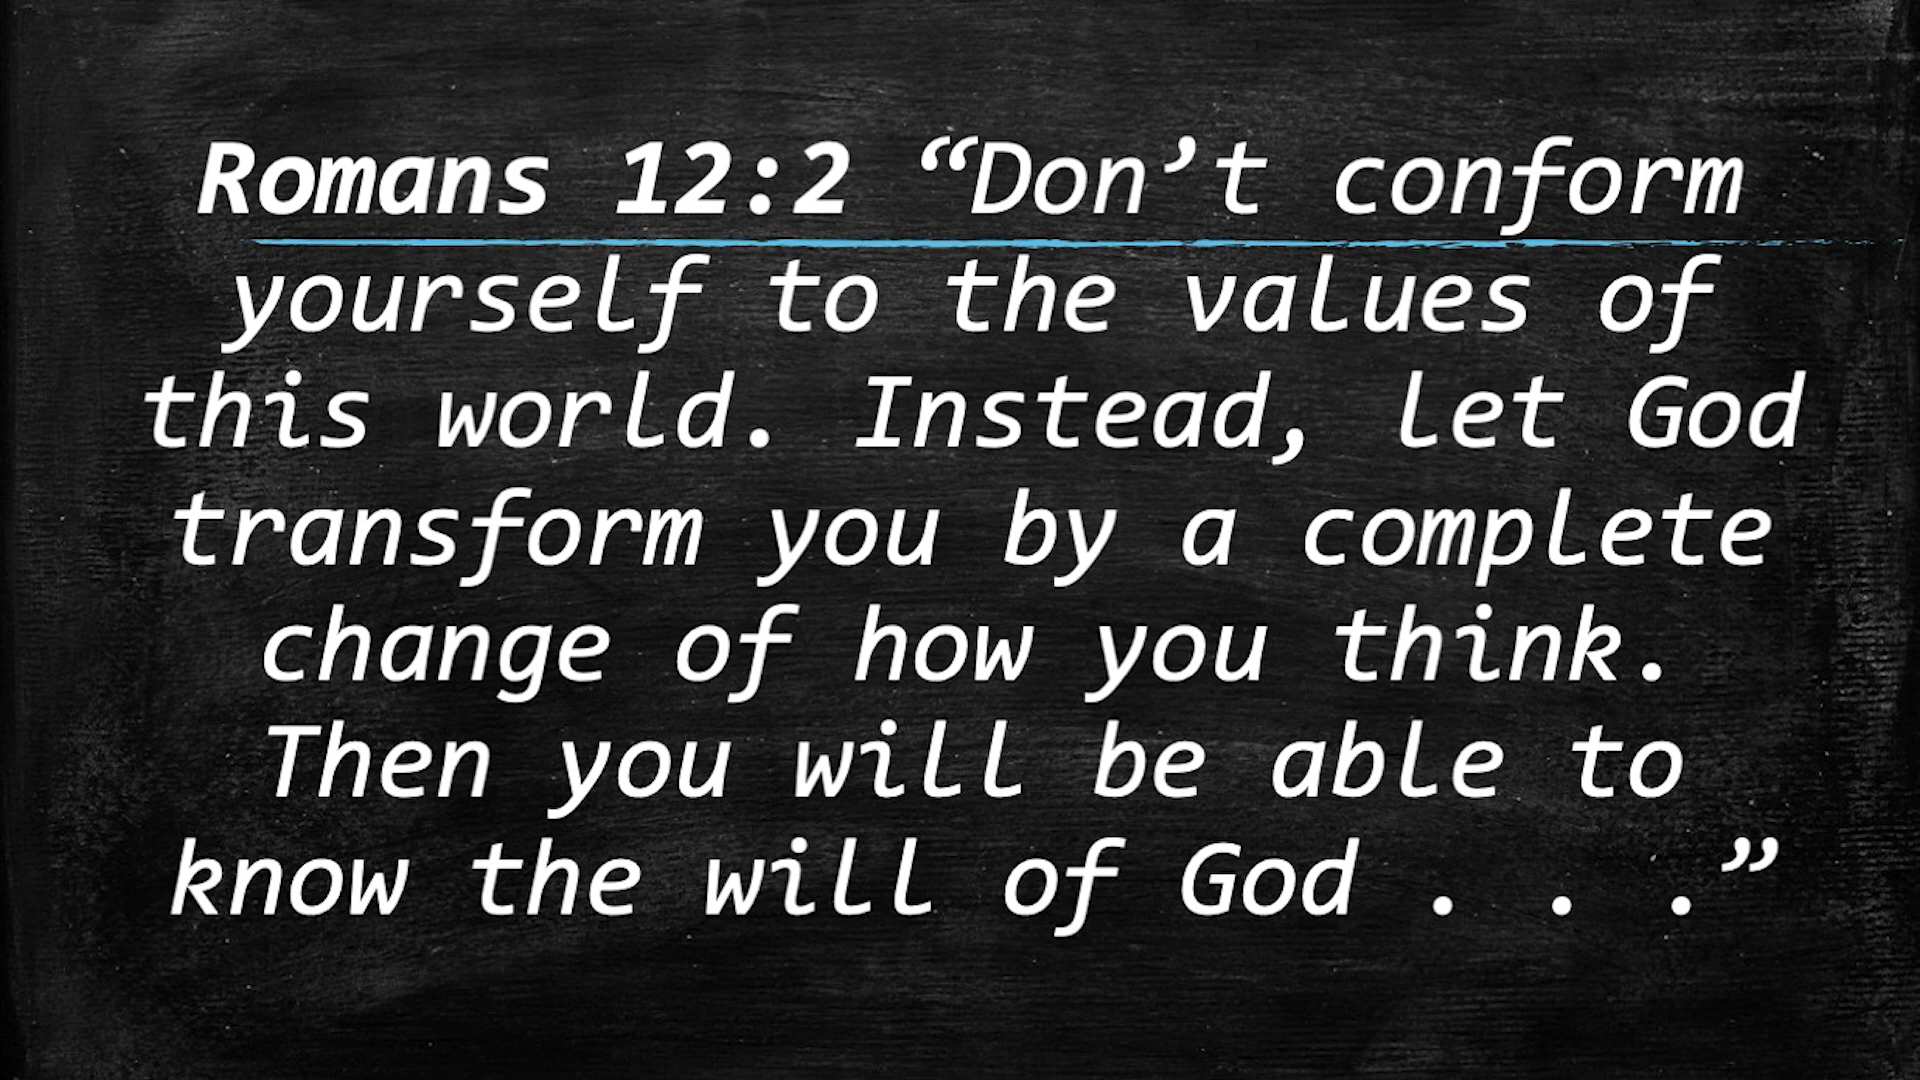 Romans 12:2 “Don’t conform
yourself to the values of
this world. Instead, let God
transform you by a complete
change of how you think.
Then you will be able to
know the will of God . . .”